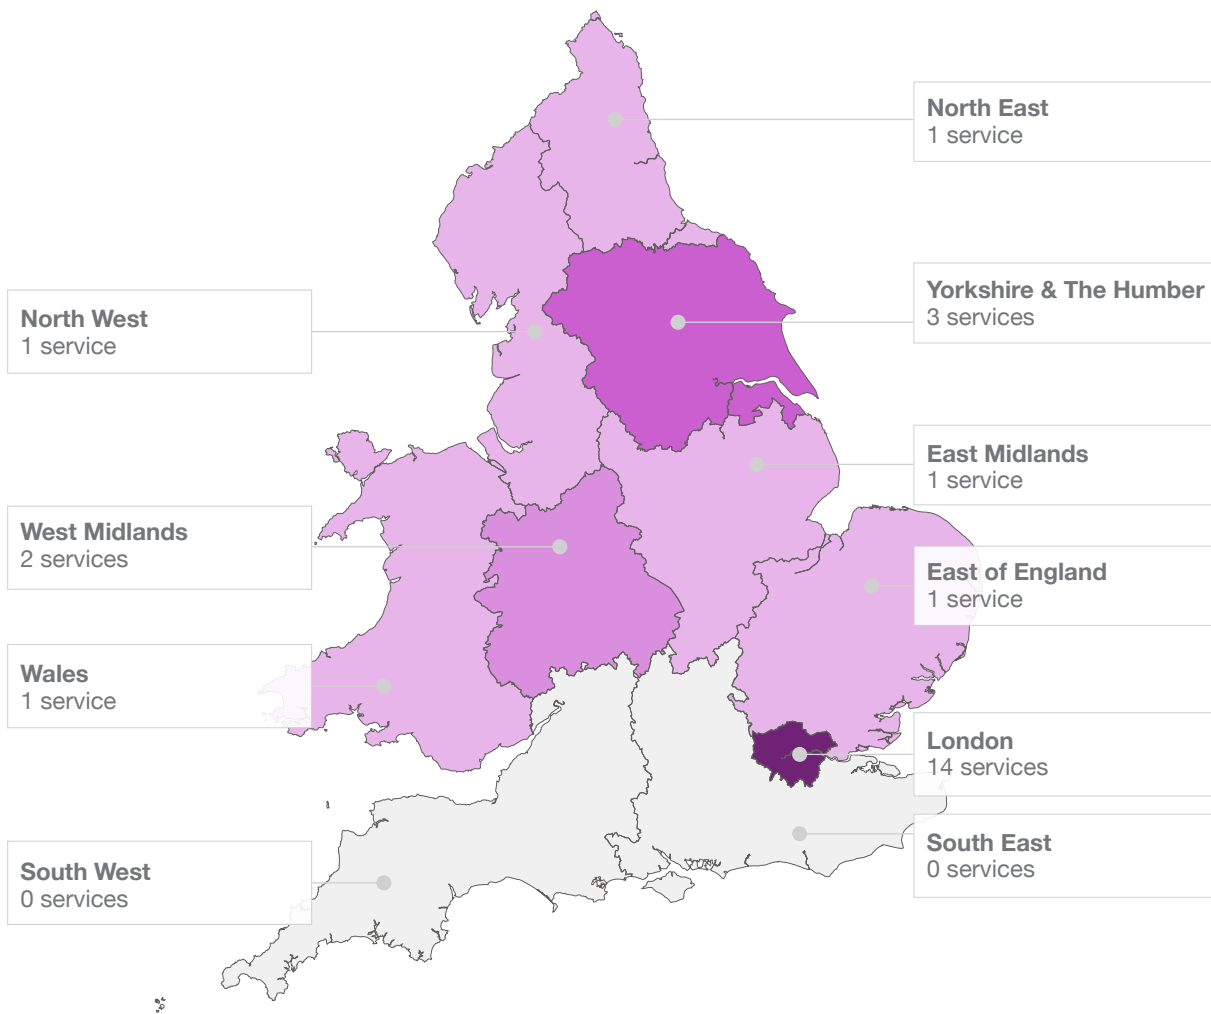 North East
1 service
Yorkshire & The Humber
3 services
North West
1 service
East Midlands
1 service
West Midlands
2 services
East of England
1 service
Wales
1 service
London
14 services
South East
0 services
South West
0 services